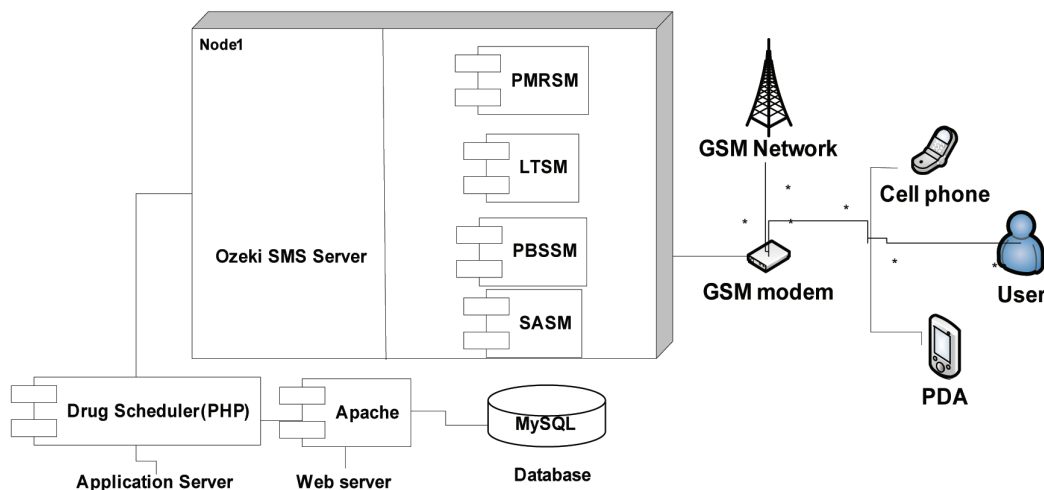 Node1
PMRSM
LTSM
PBSSM
SASM
Ozeki SMS Server
GSM Network
*
*
*
*
*
*
GSM modem
Cell phone
User
PDA
Drug Scheduler(PHP)
Apache
MySQL
Application Server
Web server
Database